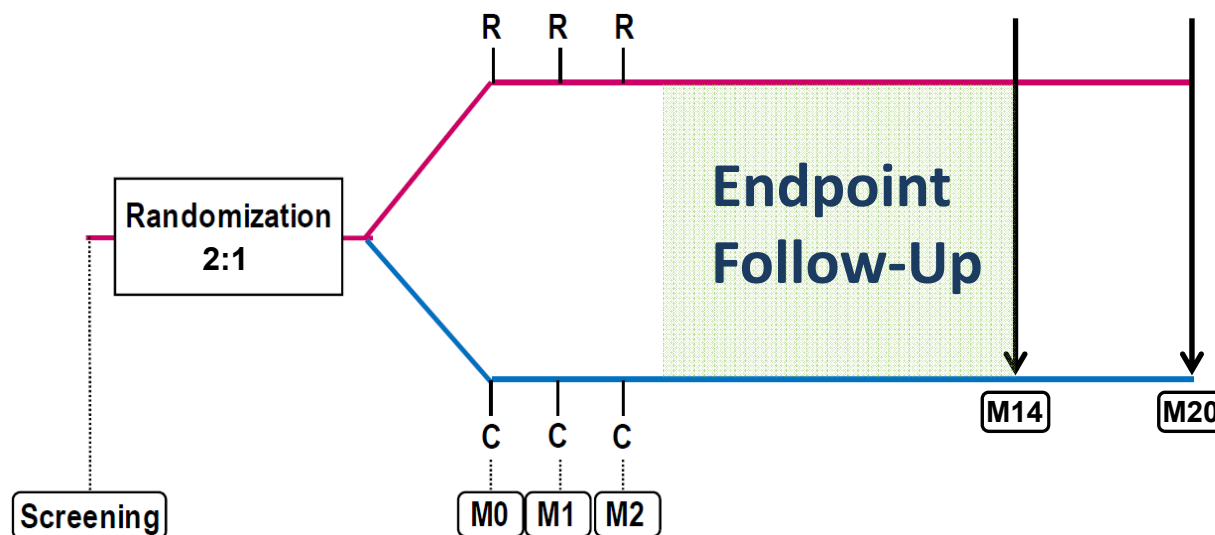 R R R
Randomization
2:1
Endpoint
Follow-Up
M14 M20
C C C
Screening M0 M1 M2